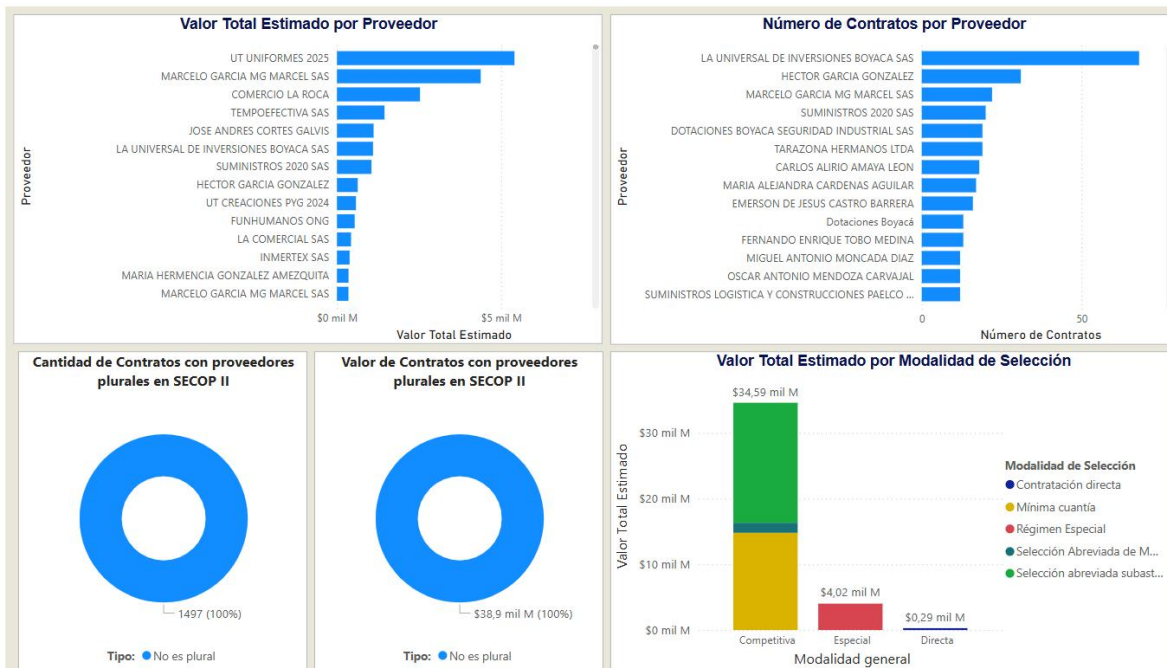 Valor Total Estimado por Proveedor
Proveedor
UT UNIFORMES 2025
MARCELO GARCIA MG MARCEL SAS
COMERCIO LA ROCA
TEMPOEFECTIVA SAS
JOSE ANDRES CORTES GALVIS
LA UNIVERSAL DE INVERSIONES BOYACA SAS
SUMINISTROS 2020 SAS
HECTOR GARCIA GONZALEZ
UT CREACIONES PYG 2024
FUNHUMANOS ONG
LA COMERCIAL SAS
INMERTEX SAS
MARIA HERMENCIA GONZALEZ AMEZQUITA
MARCELO GARCIA MG MARCEL SAS
$0 mil M $5 mil M
Valor Total Estimado
Número de Contratos por Proveedor
Proveedor
LA UNIVERSAL DE INVERSIONES BOYACA SAS
HECTOR GARCIA GONZALEZ
MARCELO GARCIA MG MARCEL SAS
SUMINISTROS 2020 SAS
DOTACIONES BOYACA SEGURIDAD INDUSTRIAL SAS
TARAZONA HERMANOS LTDA
CARLOS ALIRIO AMAYA LEON
MARIA ALEJANDRA CARDENAS AGUILAR
EMERSON DE JESUS CASTRO BARRERA
Dotaciones Boyacá
FERNANDO ENRIQUE TOBO MEDINA
MIGUEL ANTONIO MONCADA DIAZ
OSCAR ANTONIO MENDOZA CARVAJAL
SUMINISTROS LOGISTICA Y CONSTRUCCIONES PAELCO ...
0 50
Número de Contratos
Cantidad de Contratos con proveedores
plurales en SECOP II
1497 (100%)
Tipo: No es plural
Valor de Contratos con proveedores
plurales en SECOP II
$38,9 mil M (100%)
Tipo: No es plural
Valor Total Estimado por Modalidad de Selección
Valor Total Estimado
$30 mil M
$20 mil M
$10 mil M
$0 mil M
$34,59 mil M
$4,02 mil M
$0,29 mil M
Competitiva Especial Directa
Modalidad general
Modalidad de Selección
Contratación directa
Mínima cuantía
Régimen Especial
Selección Abreviada de M...
Selección abreviada subast...